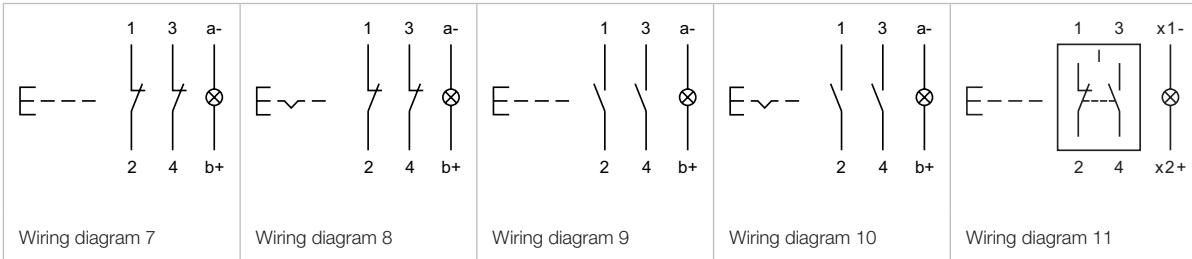 1 3 a-
2 4 b+
Wiring diagram 7
1 3 a-
2 4 b+
Wiring diagram 8
1 3 a-
2 4 b+
Wiring diagram 9
1 3 a-
2 4 b+
Wiring diagram 10
1 3 x1-
2 4 x2+
Wiring diagram 11